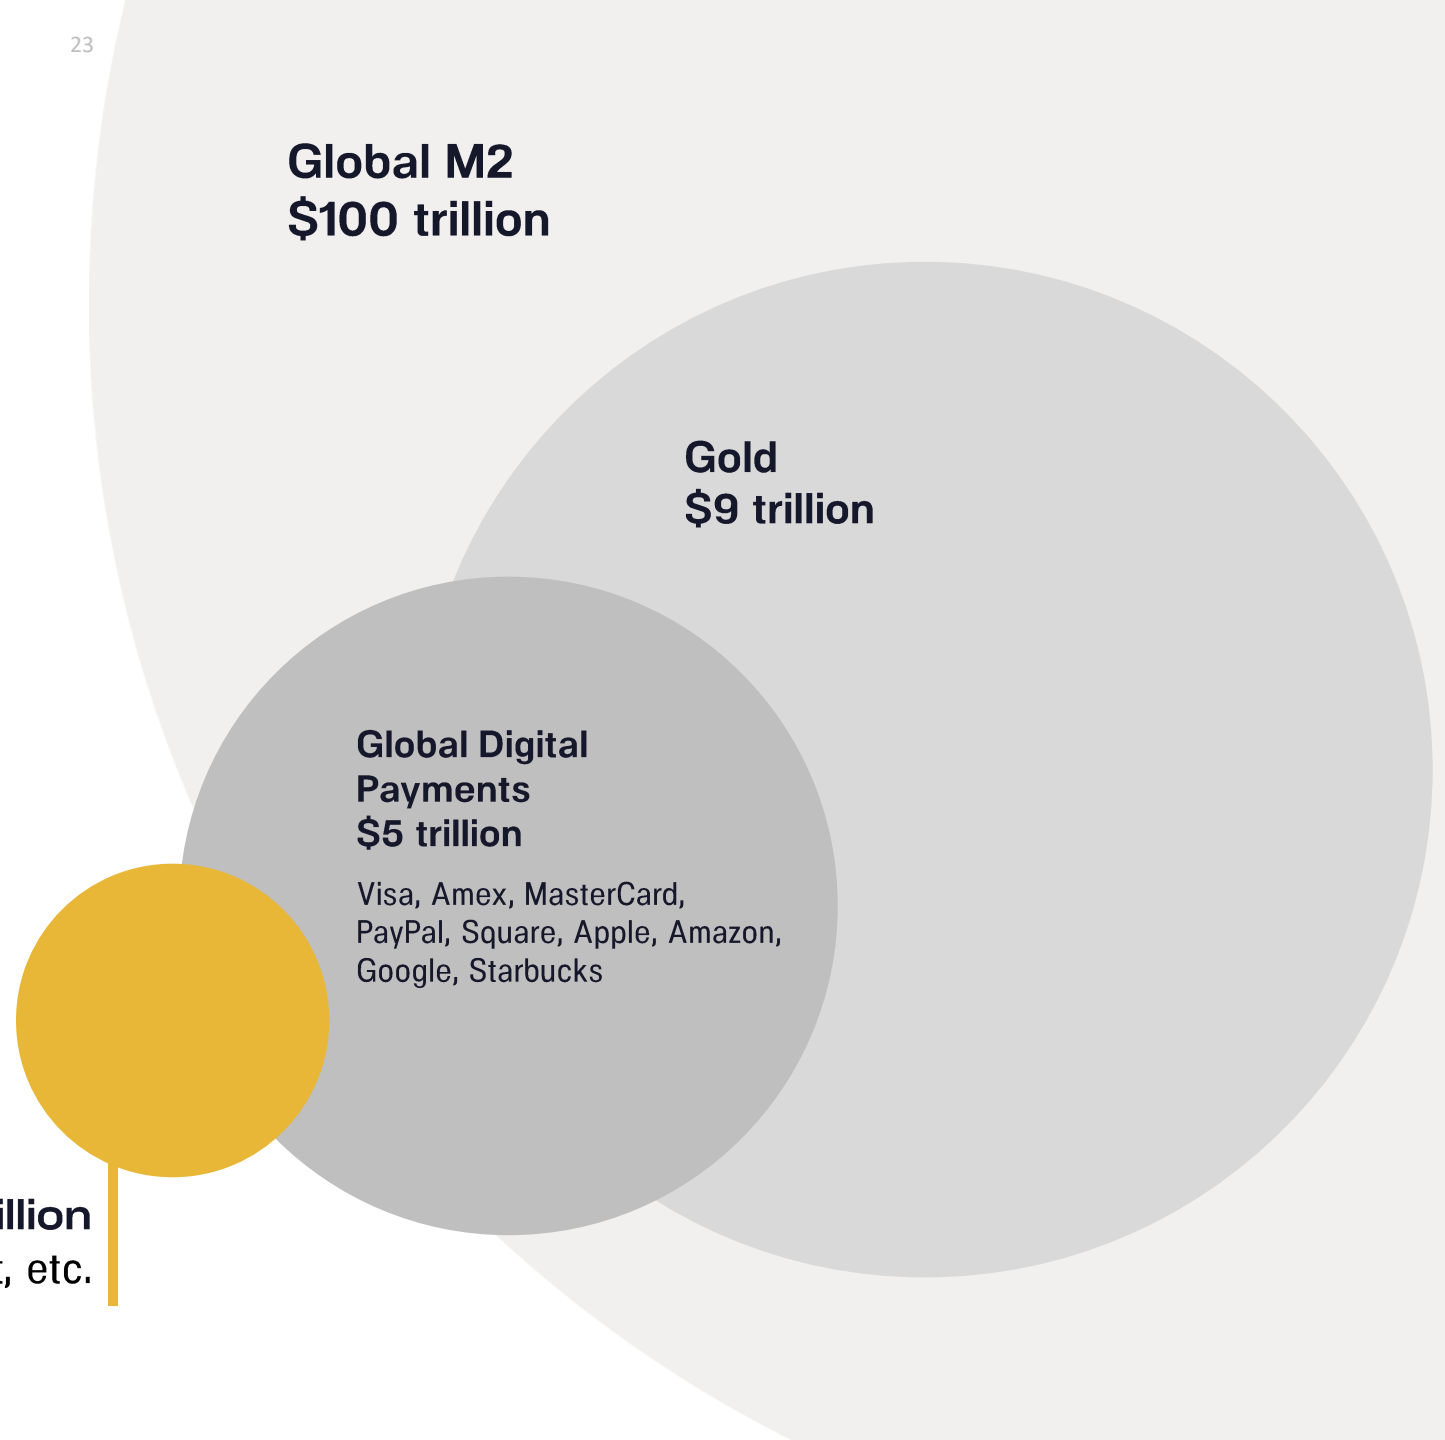 23
Global M2
$100 trillion
Gold
$9 trillion
Global Digital
Payments
$5 trillion
Visa, Amex, MasterCard,
PayPal, Square, Apple, Amazon,
Google, Starbucks
etc.